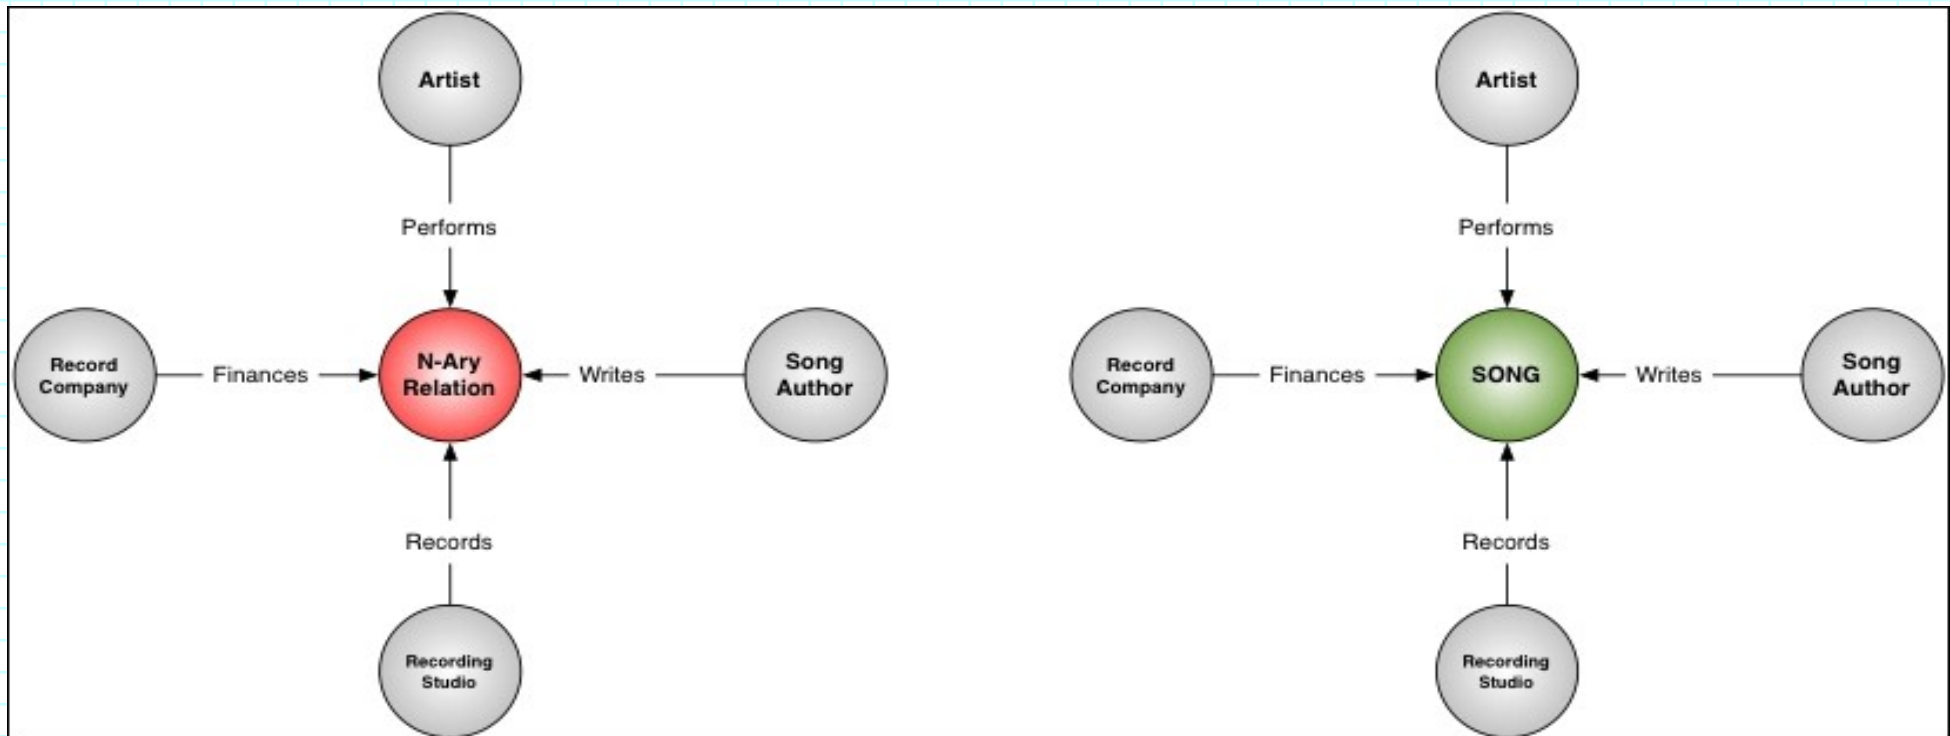 Artist
Performs
Record
Company
Finances
N-Ary
Relation
Writes
Song
Author
Records
Recording
Studio
Artist
Performs
Record
Company
Finances
SONG
Writes
Song
Author
Records
Recording
Studio